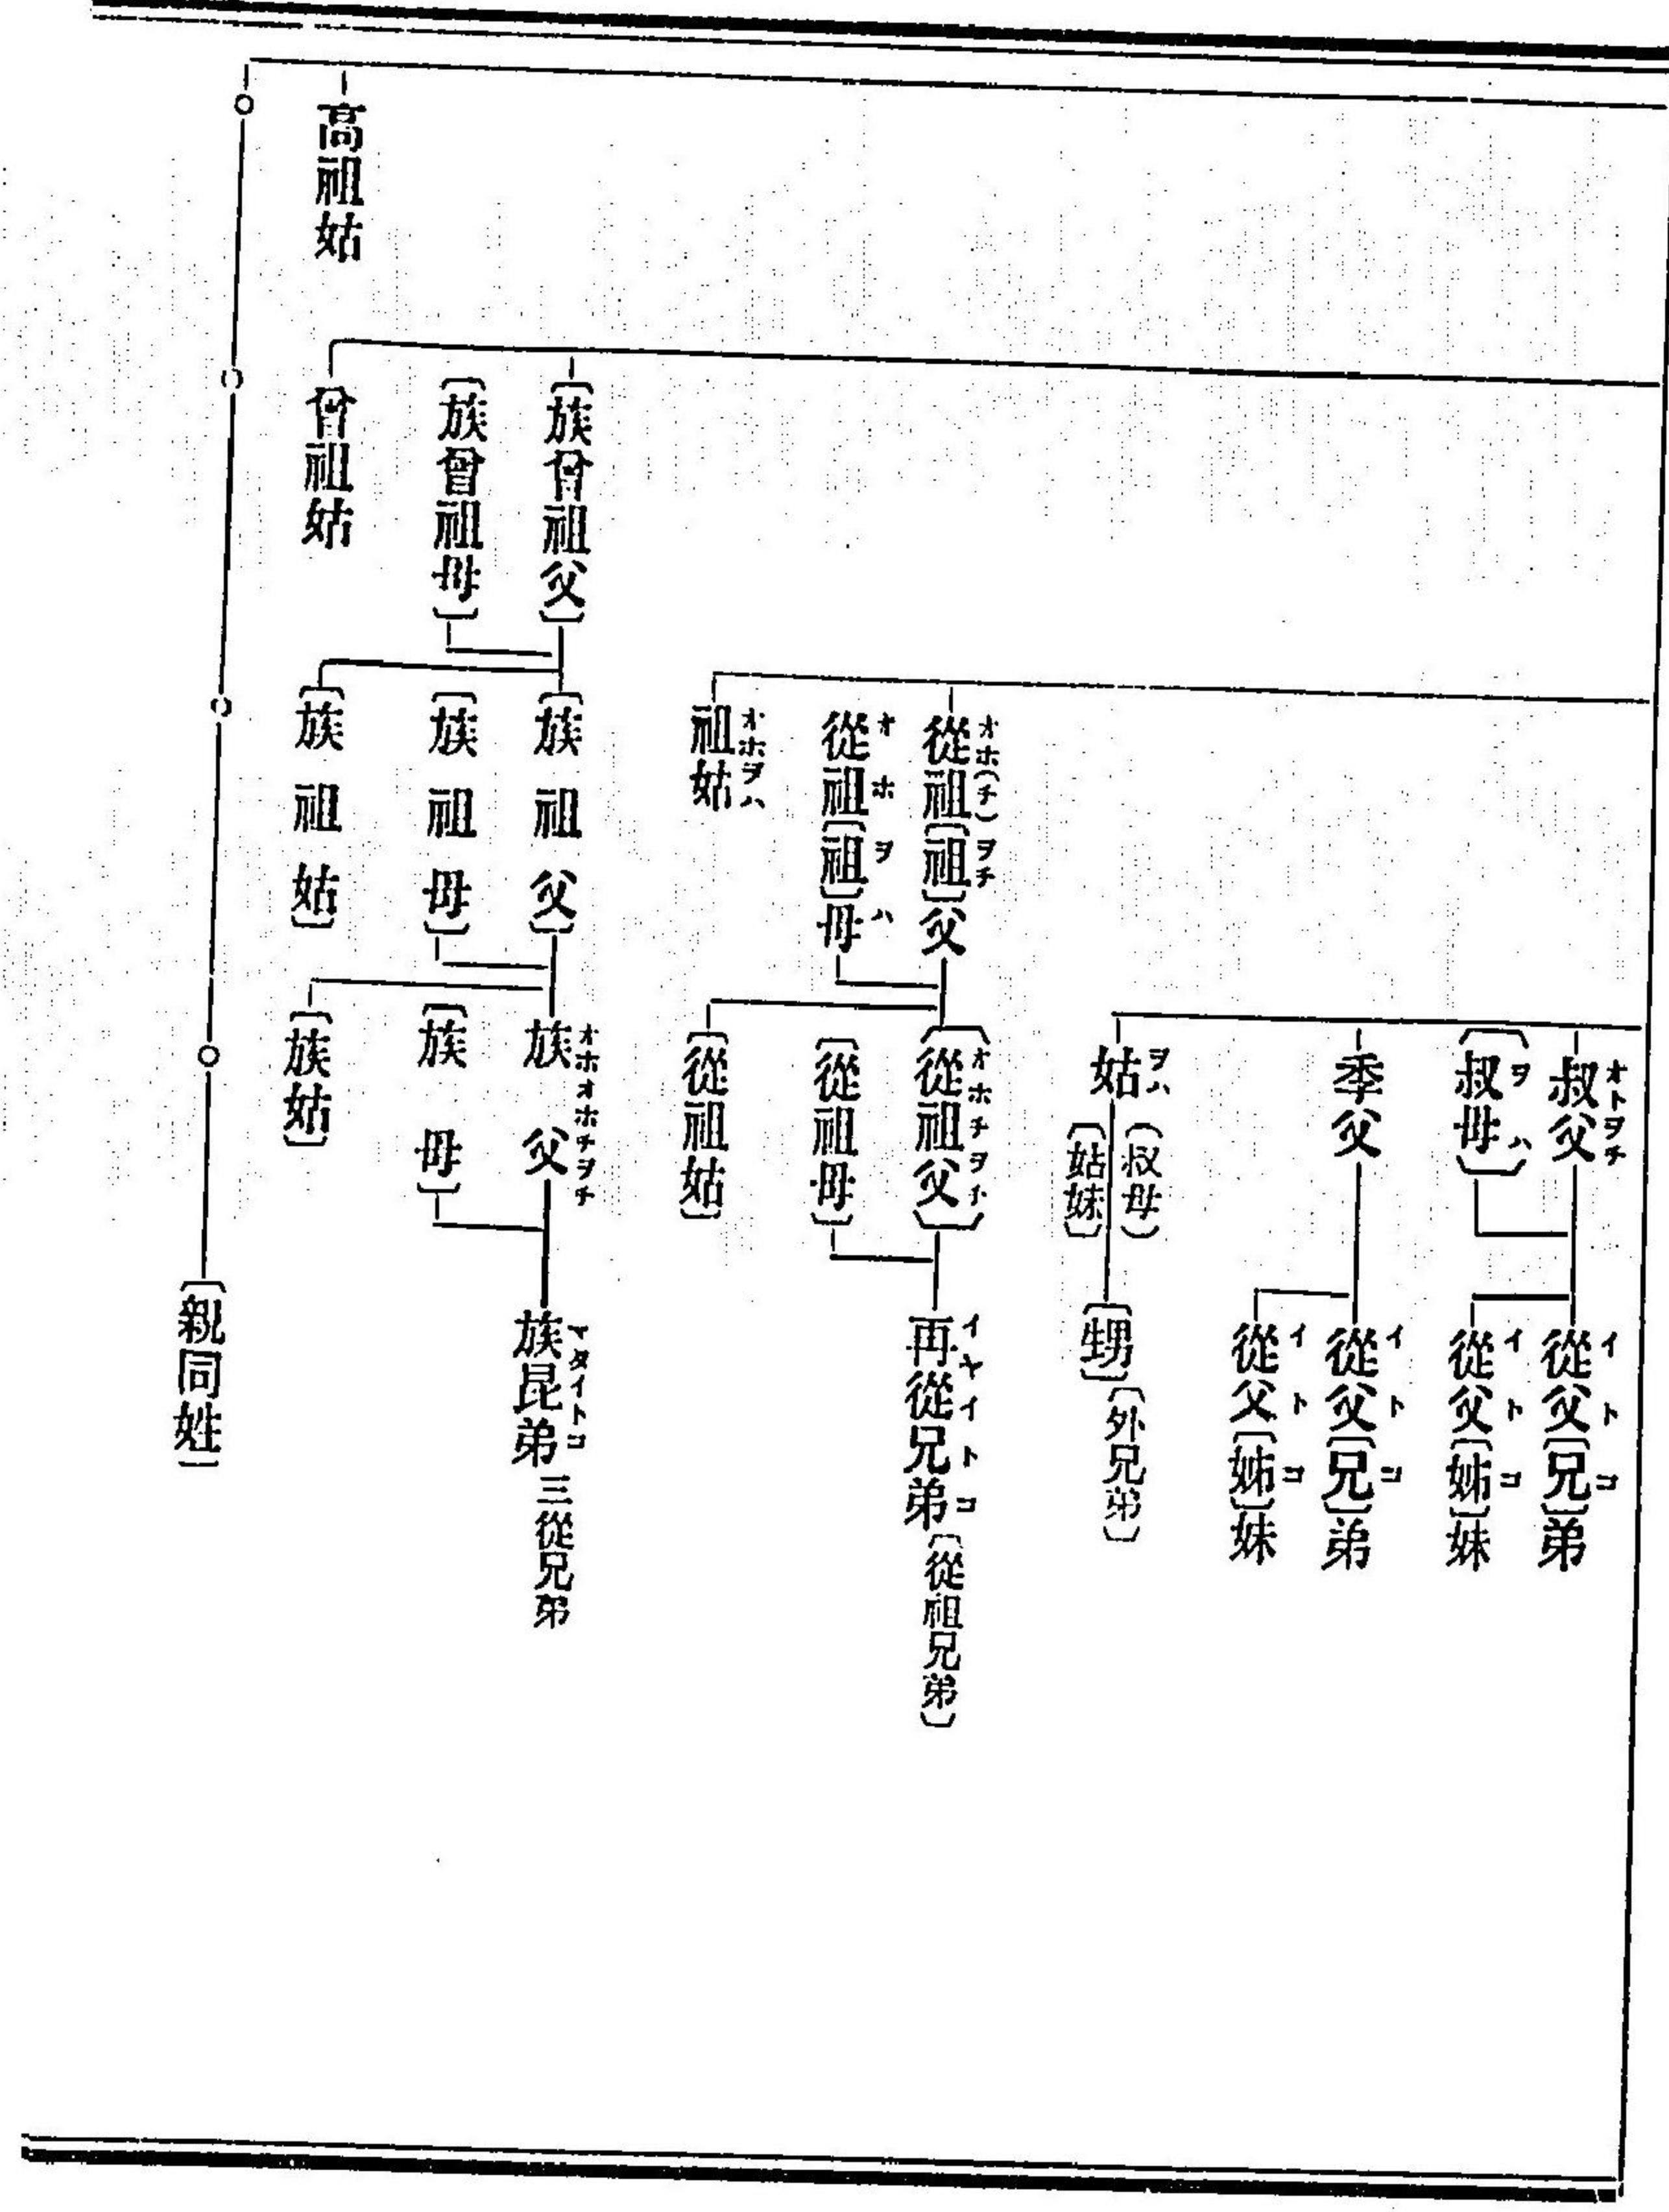 叔父 オトヲチ
〔叔母〕 ヲハ
從父〔兄〕弟 イトコ
從父〔姊〕妹 イトコ
季父
從父〔兄〕弟 イトコ
從父〔姊〕妹 イトコ
姑 ヲハ
(叔母)
〔姑妹〕
〔甥〕
〔外兄弟〕
從祖〔祖〕父 オホ(チ)ヲチ
從祖〔祖〕母 オホヲハ
祖姑 オホヲハ
〔從祖父〕 オホチヲチ
〔從祖母〕
〔從祖姑〕
再從兄弟 イヤイトコ
〔從祖兄弟〕
〔族曾祖父〕
〔族曾祖母〕
曾祖姑
〔族祖父〕
〔族祖母〕
〔族祖姑〕
族父 オホオホチヲチ
〔族母〕
〔族姑〕
族昆弟 マタイトコ
三從兄弟
高祖姑
〔親同姓〕